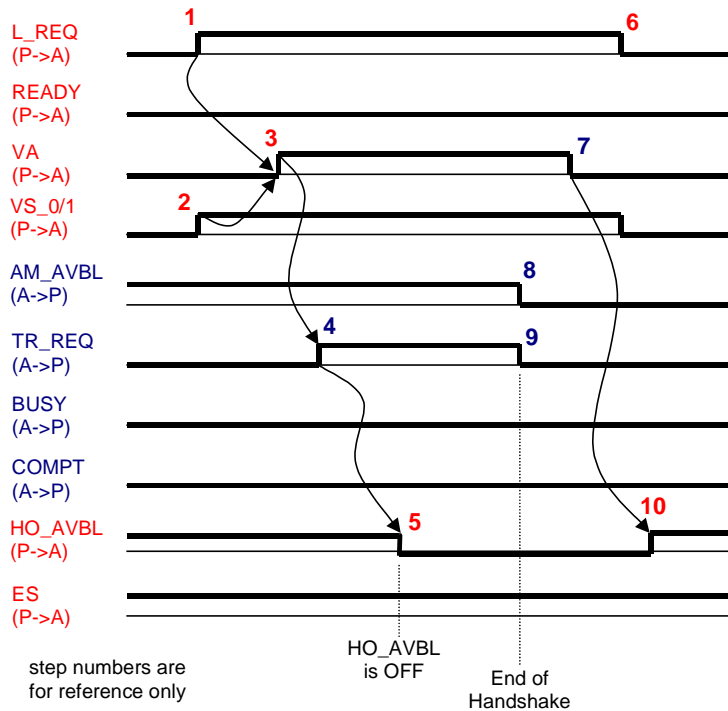 1
6
L_REQ
(P->A)
READY
(P->A)
3
7
VA
(P->A)
2
VS_0/1
(P->A)
8
AM_AVBL
(A->P)
4
9
TR_REQ
(A->P)
BUSY
(A->P)
COMPT
(A->P)
5
10
HO_AVBL
(P->A)
ES
(P->A)
step numbers are
for reference only
HO_AVBL
is OFF
End of
Handshake